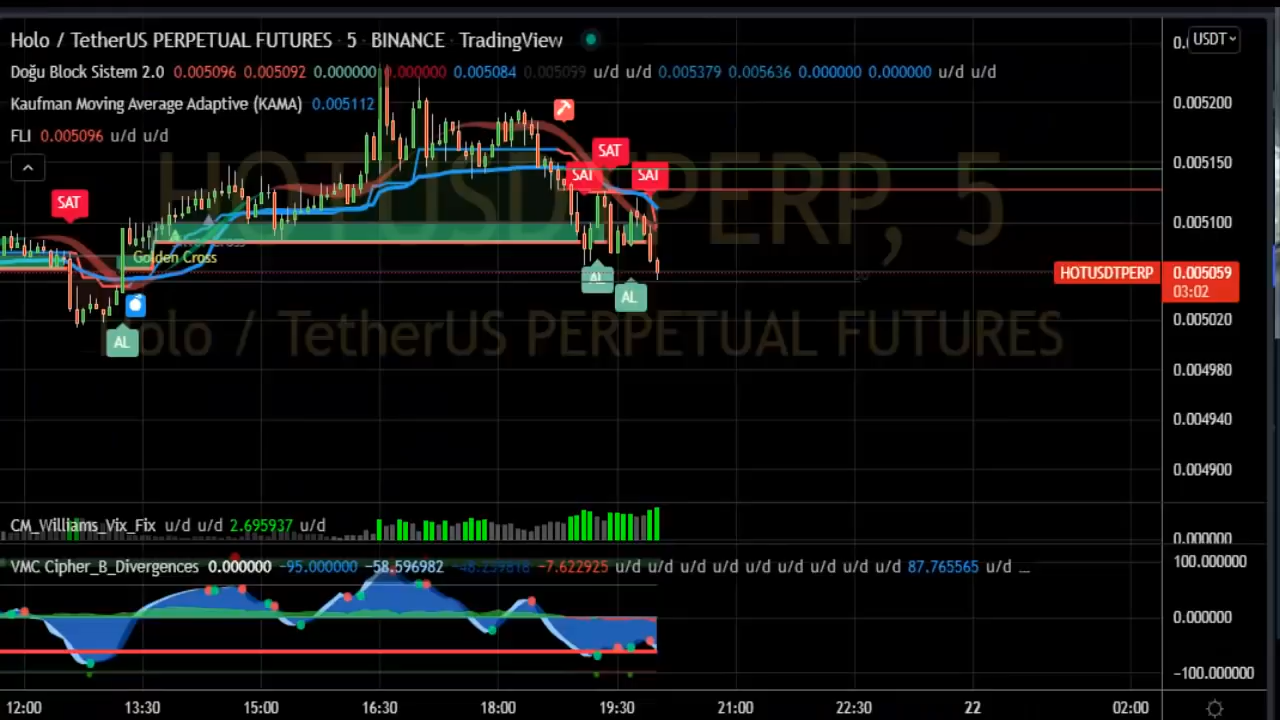 Holo / TetherUS PERPETUAL FUTURES · 5 · BINANCE · TradingView
USDT
Doğu Block Sistem 2.0 0.005096 0.005092 0.000000 0.000000 0.005084 0.005099 u/d u/d 0.005379 0.005636 0.000000 0.000000 u/d u/d
Kaufman Moving Average Adaptive (KAMA) 0.005112
FLI 0.005096 u/d u/d
HOTUSDTPERP, 5
Holo / TetherUS PERPETUAL FUTURES
SAT
SAT
SAT
SAT
Golden Cross
AL
AL
AL
0.005200
0.005150
0.005100
HOTUSDTPERP 0.005059
03:02
0.005020
0.004980
0.004940
0.004900
CM_Williams_Vix_Fix u/d u/d 2.695937 u/d
0.000000
VMC Cipher_B_Divergences 0.000000 −95.000000 −58.596982 −7.622925 u/d u/d u/d u/d u/d u/d u/d u/d u/d u/d 87.765565 u/d
100.000000
0.000000
−100.000000
12:00 13:30 15:00 16:30 18:00 19:30 21:00 22:30 22 02:00